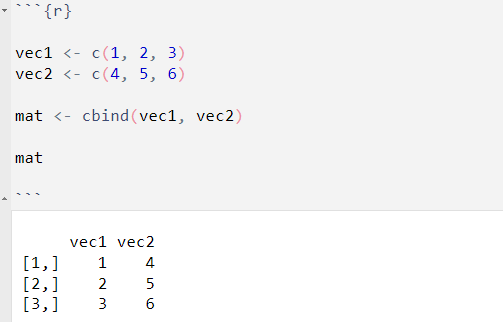 ```{r}
vec1 <- c(1, 2, 3)
vec2 <- c(4, 5, 6)
mat <- cbind(vec1, vec2)
mat
```
     vec1 vec2
[1,]    1    4
[2,]    2    5
[3,]    3    6